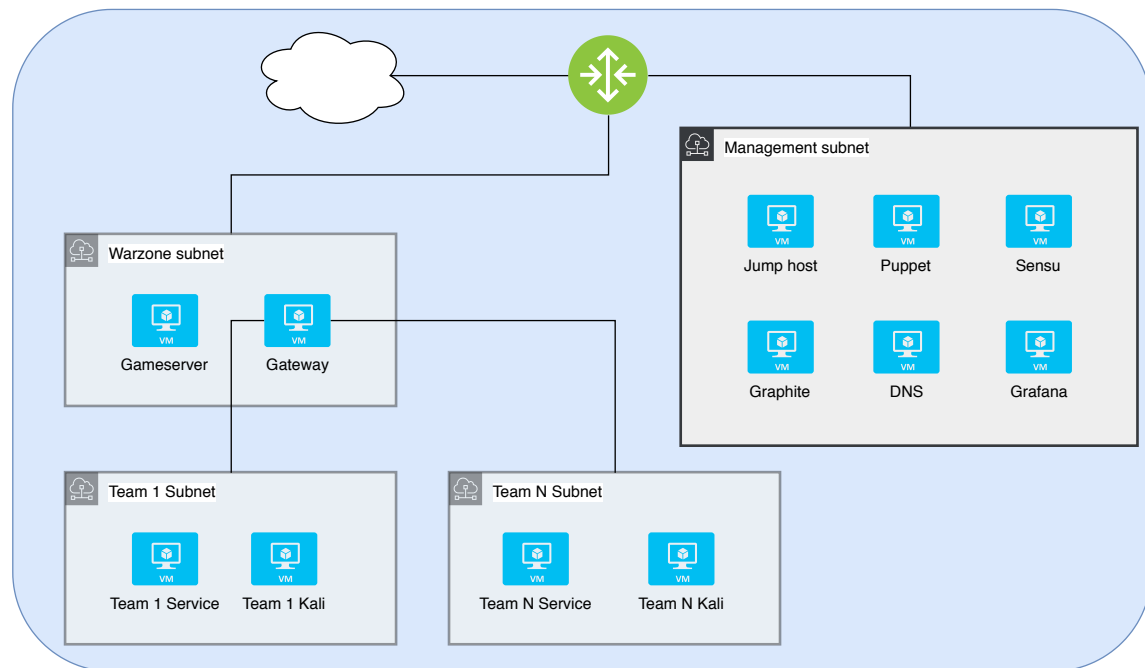 Management subnet
VM
VM
VM
Jump host
Puppet
Sensu
VM
VM
VM
Graphite
DNS
Grafana
Warzone subnet
VM
VM
Gameserver
Gateway
Team 1 Subnet
VM
VM
Team 1 Service
Team 1 Kali
Team N Subnet
VM
VM
Team N Service
Team N Kali